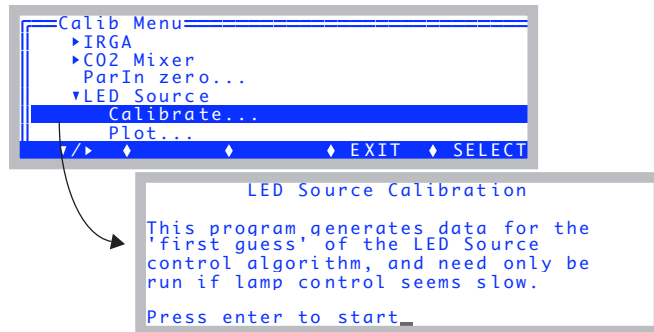 Calib Menu
▸IRGA
▸CO2 Mixer
ParIn zero...
▾LED Source
Calibrate...
Plot...
▾/▸ ♦ ♦ ♦ EXIT ♦ SELECT
LED Source Calibration
This program generates data for the
'first guess' of the LED Source
control algorithm, and need only be
run if lamp control seems slow.
Press enter to start_